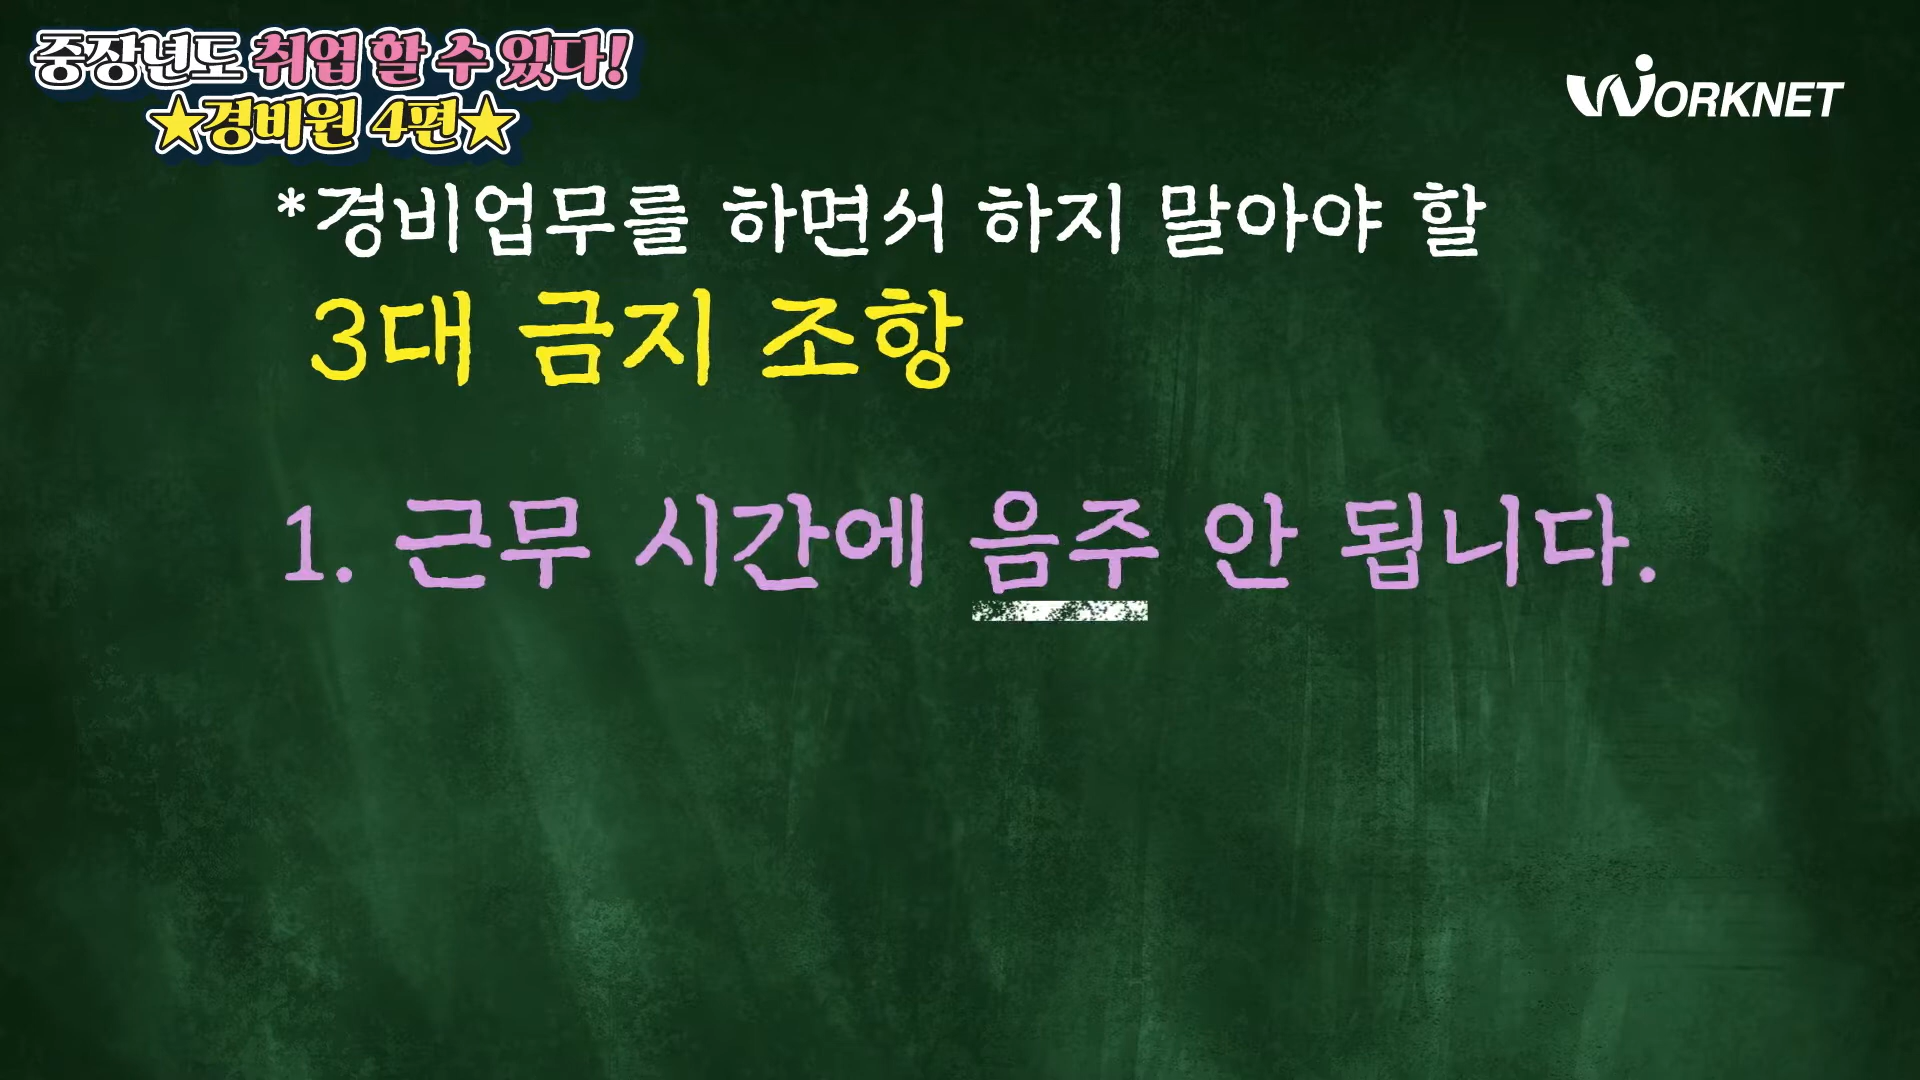 중장년도 취업 할 수 있다!
★경비원 4편★
WORKNET
*경비업무를 하면서 하지 말아야 할
3대 금지 조항
1. 근무 시간에 음주 안 됩니다.